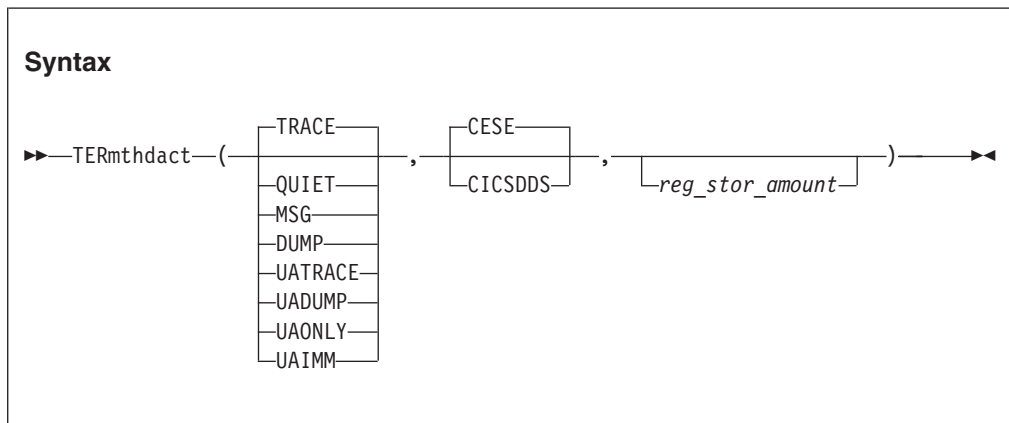 Syntax
TRACE CESE
►► TERmthdact ( , , ) ►◄
QUIET CICSDDS reg_stor_amount
MSG
DUMP
UATRACE
UADUMP
UAONLY
UAIMM